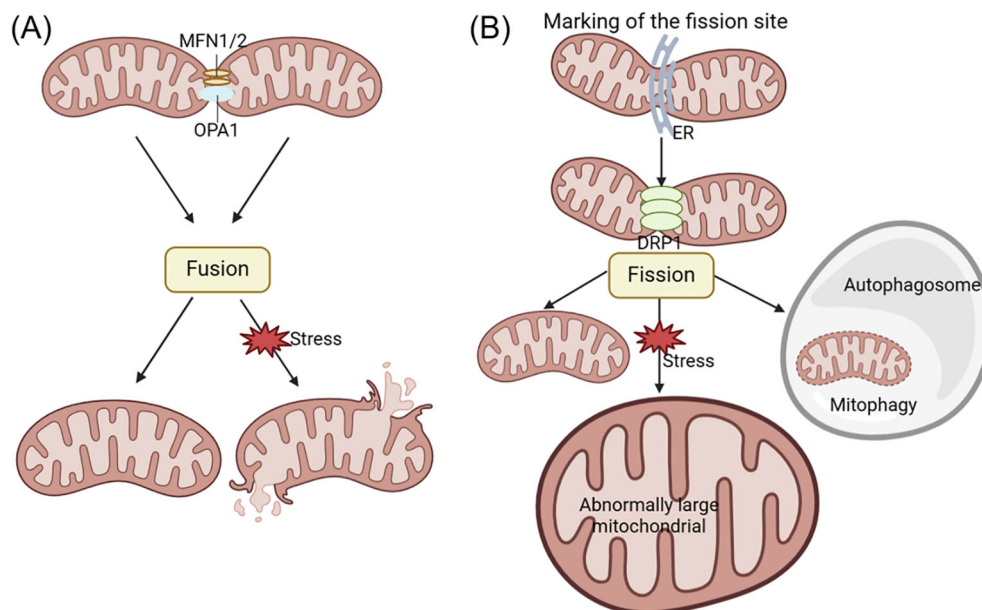 (A)
MFN1/2
OPA1
Fusion
Stress
(B)
Marking of the fission site
ER
DRP1
Fission
Stress
Autophagosome
Mitophagy
Abnormally large
mitochondrial